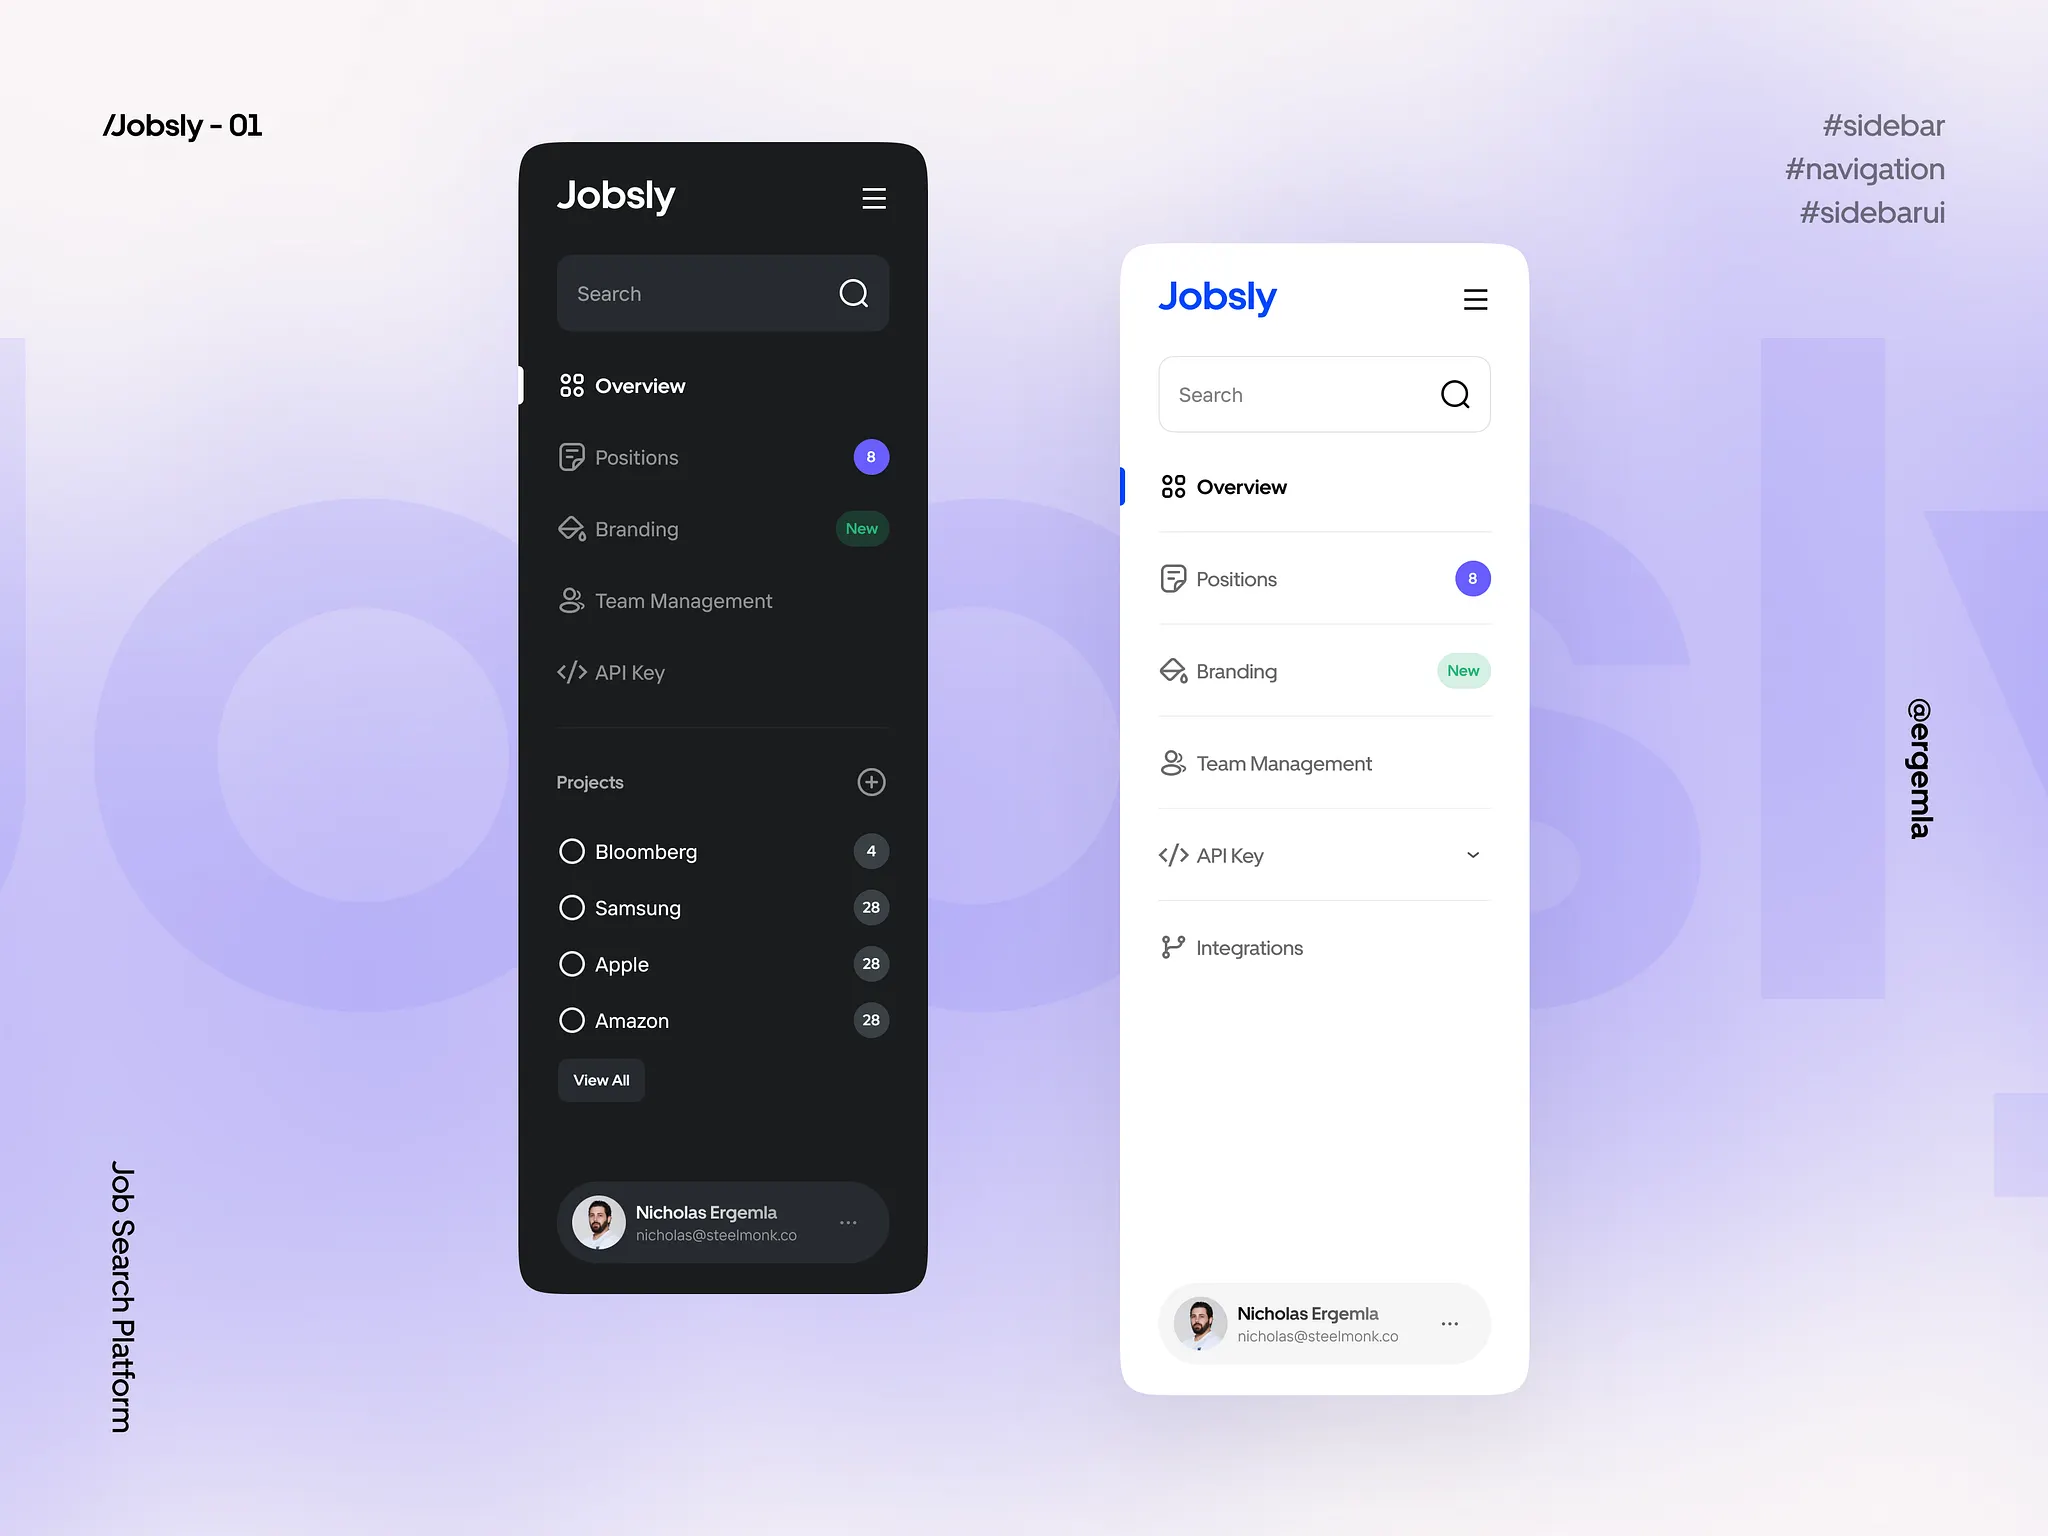 /Jobsly - 01
#sidebar
#navigation
#sidebarui
Jobsly
Search
Overview
Positions 8
Branding New
Team Management
</> API Key
Projects
Bloomberg 4
Samsung 28
Apple 28
Amazon 28
View All
Nicholas Ergemla
nicholas@steelmonk.co
Jobsly
Search
Overview
Positions 8
Branding New
Team Management
</> API Key
Integrations
Nicholas Ergemla
nicholas@steelmonk.co
@ergemla
Job Search Platform
Jobsly